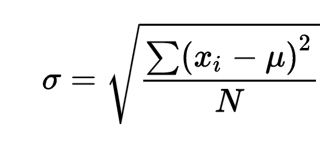 σ = √(∑(xᵢ − μ)² / N)